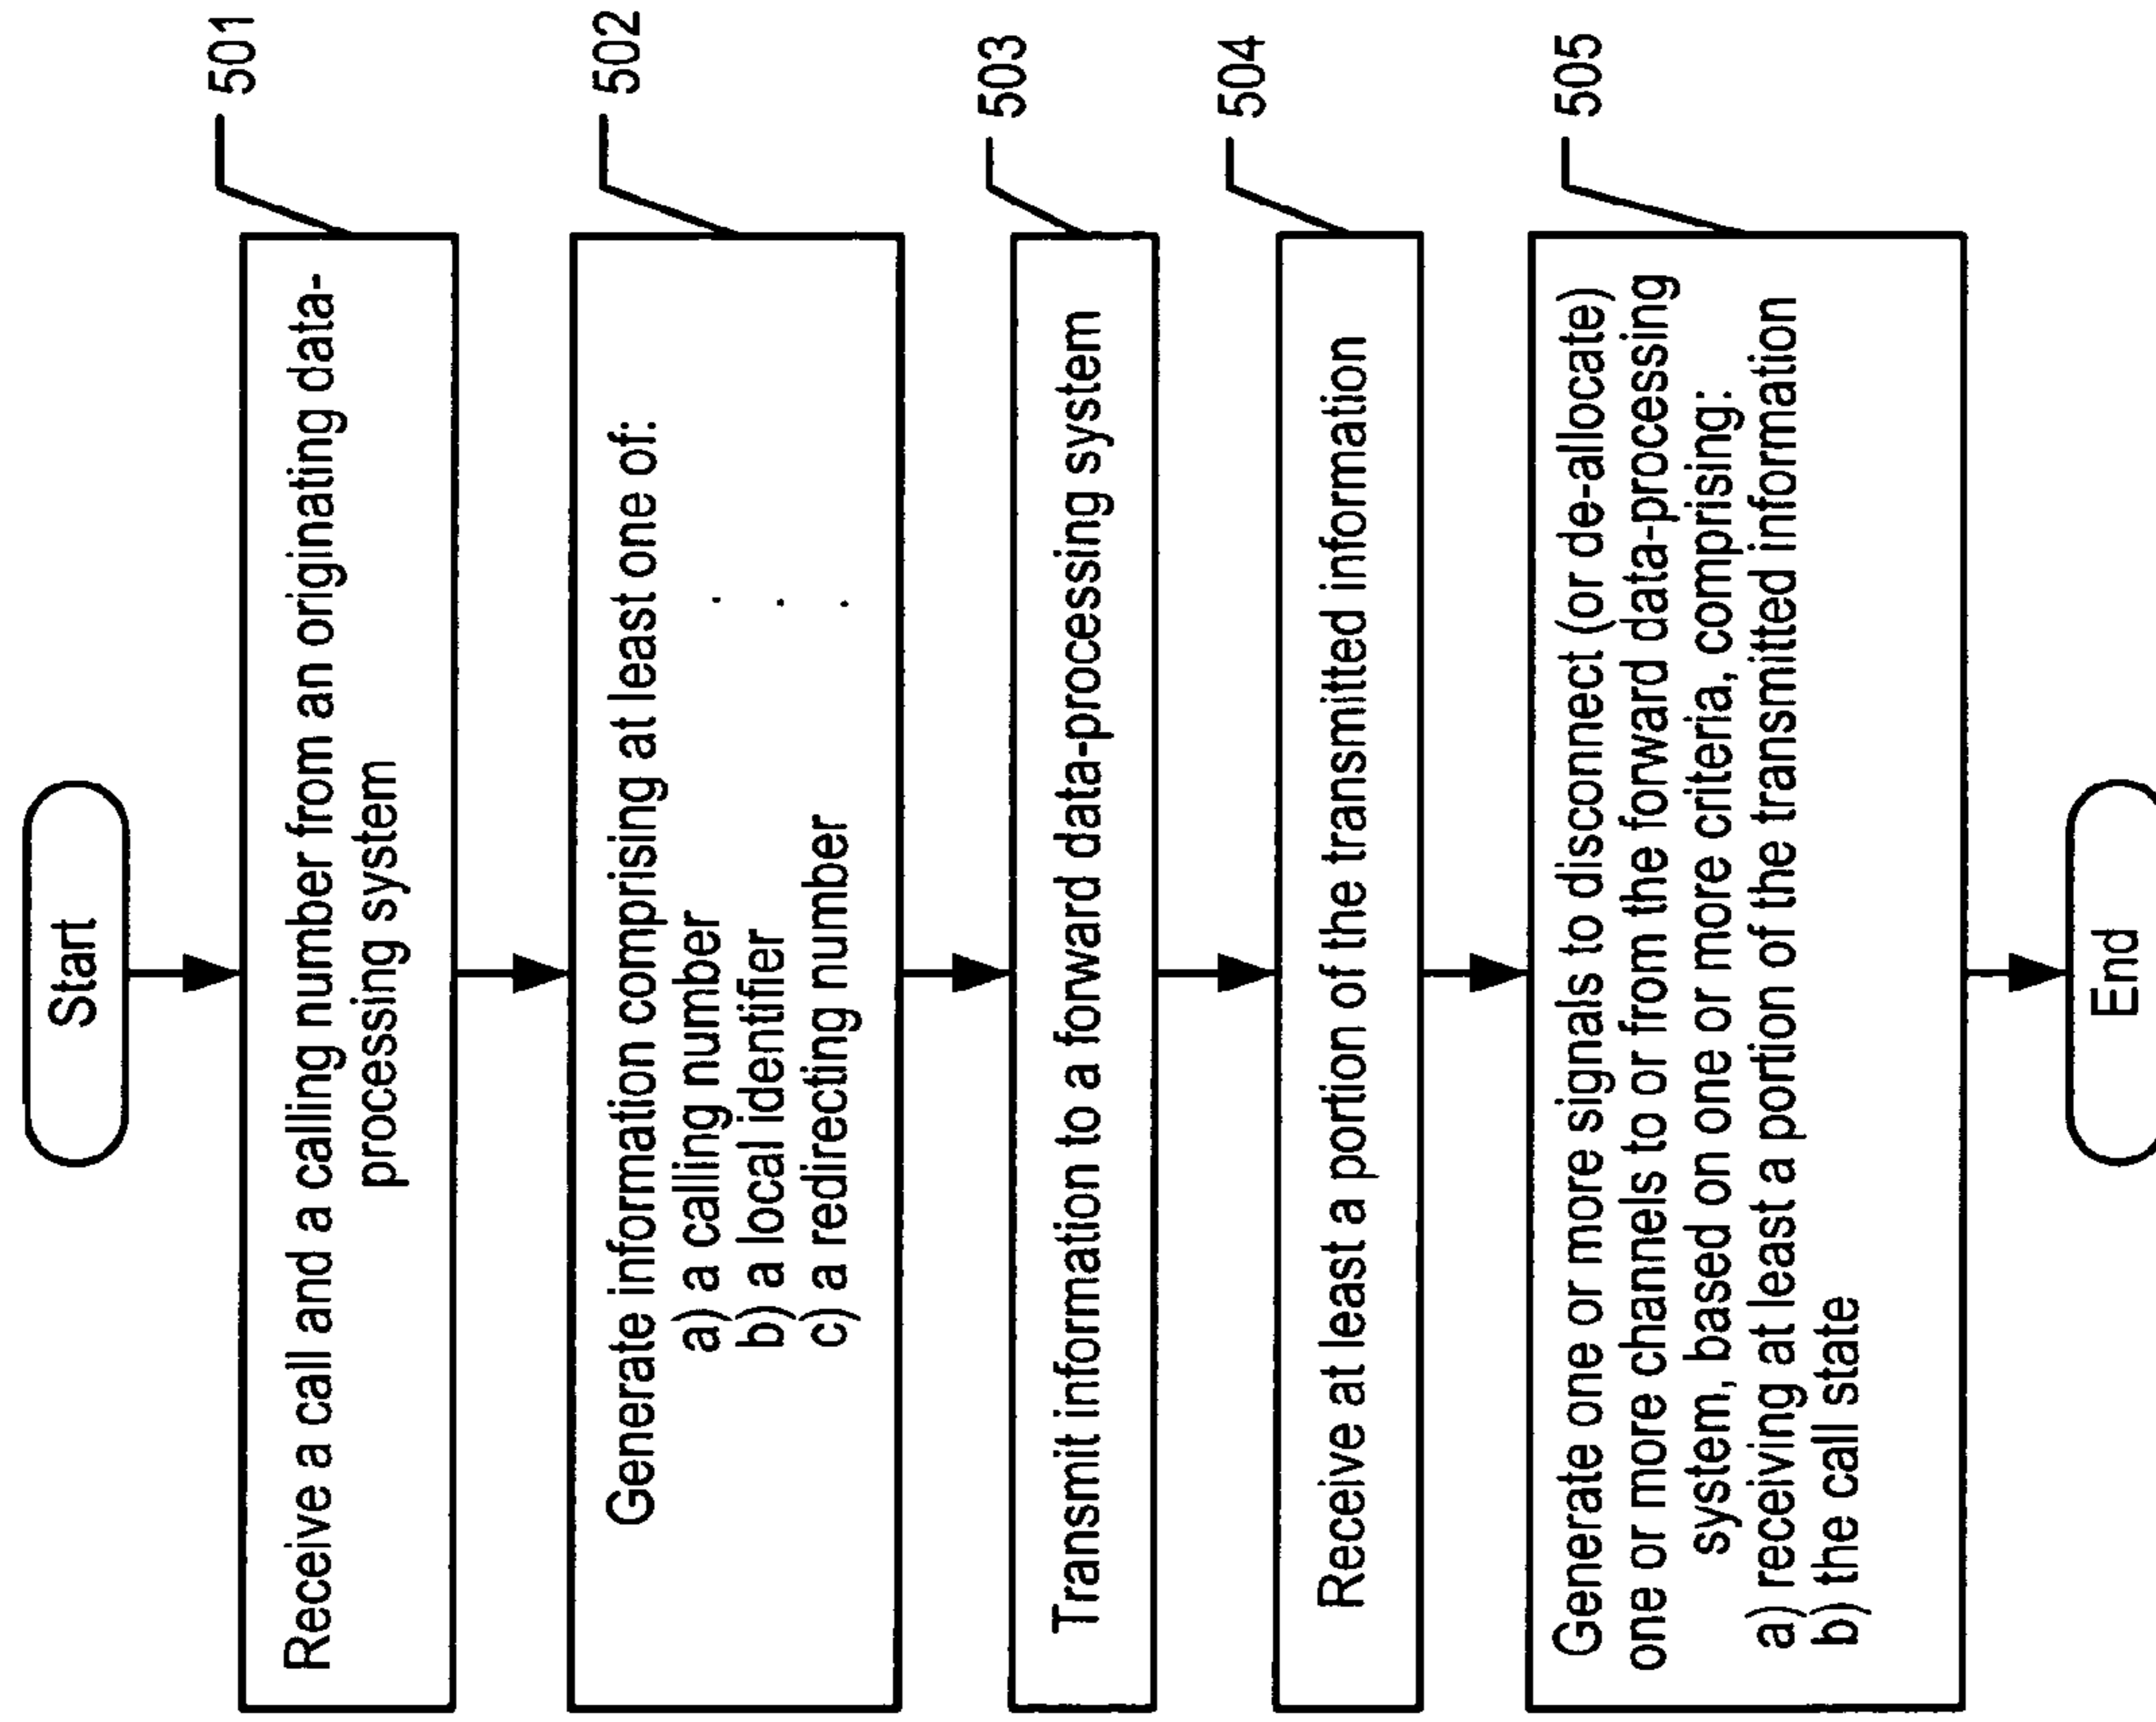 Start
501
Receive a call and a calling number from an originating data-
processing system
502
Generate information comprising at least one of:
a) a calling number
b) a local identifier
c) a redirecting number
503
Transmit information to a forward data-processing system
504
Receive at least a portion of the transmitted information
505
Generate one or more signals to disconnect (or de-allocate)
one or more channels to or from the forward data-processing
system, based on one or more criteria, comprising:
a) receiving at least a portion of the transmitted information
b) the call state
End